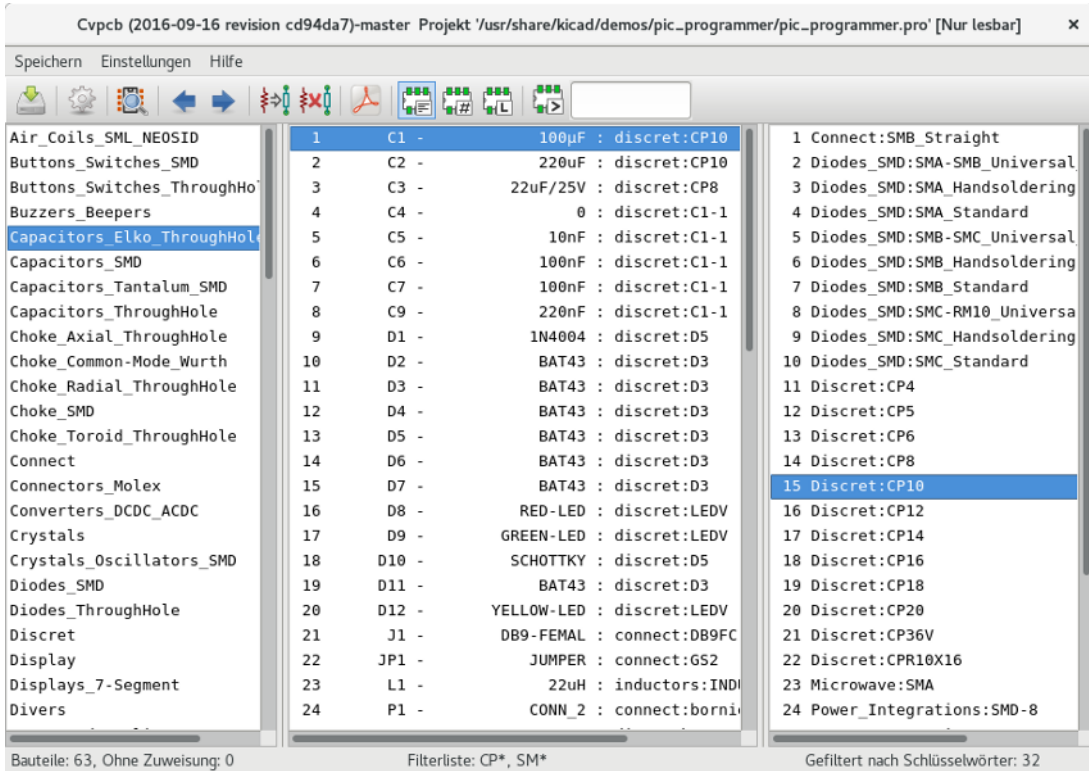 Cvpcb (2016-09-16 revision cd94da7)-master Projekt '/usr/share/kicad/demos/pic_programmer/pic_programmer.pro' [Nur lesbar] ×
Speichern Einstellungen Hilfe
Air_Coils_SML_NEOSID
Buttons_Switches_SMD
Buttons_Switches_ThroughHo
Buzzers_Beepers
Capacitors_Elko_ThroughHole
Capacitors_SMD
Capacitors_Tantalum_SMD
Capacitors_ThroughHole
Choke_Axial_ThroughHole
Choke_Common-Mode_Wurth
Choke_Radial_ThroughHole
Choke_SMD
Choke_Toroid_ThroughHole
Connect
Connectors_Molex
Converters_DCDC_ACDC
Crystals
Crystals_Oscillators_SMD
Diodes_SMD
Diodes_ThroughHole
Discret
Display
Displays_7-Segment
Divers
1 C1 - 100µF : discret:CP10
2 C2 - 220uF : discret:CP10
3 C3 - 22uF/25V : discret:CP8
4 C4 - 0 : discret:C1-1
5 C5 - 10nF : discret:C1-1
6 C6 - 100nF : discret:C1-1
7 C7 - 100nF : discret:C1-1
8 C9 - 220nF : discret:C1-1
9 D1 - 1N4004 : discret:D5
10 D2 - BAT43 : discret:D3
11 D3 - BAT43 : discret:D3
12 D4 - BAT43 : discret:D3
13 D5 - BAT43 : discret:D3
14 D6 - BAT43 : discret:D3
15 D7 - BAT43 : discret:D3
16 D8 - RED-LED : discret:LEDV
17 D9 - GREEN-LED : discret:LEDV
18 D10 - SCHOTTKY : discret:D5
19 D11 - BAT43 : discret:D3
20 D12 - YELLOW-LED : discret:LEDV
21 J1 - DB9-FEMAL : connect:DB9FC
22 JP1 - JUMPER : connect:GS2
23 L1 - 22uH : inductors:INDU
24 P1 - CONN_2 : connect:borni
1 Connect:SMB_Straight
2 Diodes_SMD:SMA-SMB_Universal_
3 Diodes_SMD:SMA_Handsoldering
4 Diodes_SMD:SMA_Standard
5 Diodes_SMD:SMB-SMC_Universal_
6 Diodes_SMD:SMB_Handsoldering
7 Diodes_SMD:SMB_Standard
8 Diodes_SMD:SMC-RM10_Universa
9 Diodes_SMD:SMC_Handsoldering
10 Diodes_SMD:SMC_Standard
11 Discret:CP4
12 Discret:CP5
13 Discret:CP6
14 Discret:CP8
15 Discret:CP10
16 Discret:CP12
17 Discret:CP14
18 Discret:CP16
19 Discret:CP18
20 Discret:CP20
21 Discret:CP36V
22 Discret:CPR10X16
23 Microwave:SMA
24 Power_Integrations:SMD-8
Bauteile: 63, Ohne Zuweisung: 0
Filterliste: CP*, SM*
Gefiltert nach Schlüsselwörter: 32